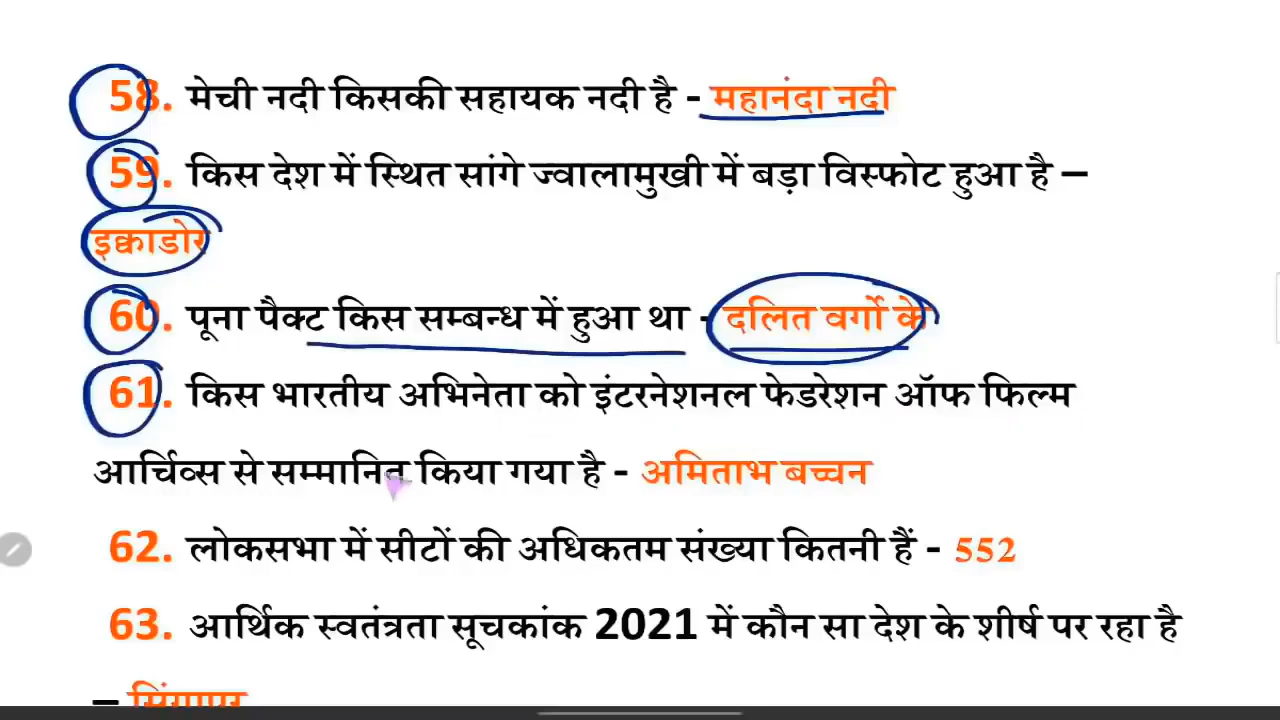 58. मेची नदी किसकी सहायक नदी है - महानंदा नदी
59. किस देश में स्थित सांगे ज्वालामुखी में बड़ा विस्फोट हुआ है –
इक्वाडोर
60. पूना पैक्ट किस सम्बन्ध में हुआ था - दलित वर्गो के
61. किस भारतीय अभिनेता को इंटरनेशनल फेडरेशन ऑफ फिल्म
आर्चिव्स से सम्मानित किया गया है - अमिताभ बच्चन
62. लोकसभा में सीटों की अधिकतम संख्या कितनी हैं - 552
63. आर्थिक स्वतंत्रता सूचकांक 2021 में कौन सा देश के शीर्ष पर रहा है
– सिंगापुर